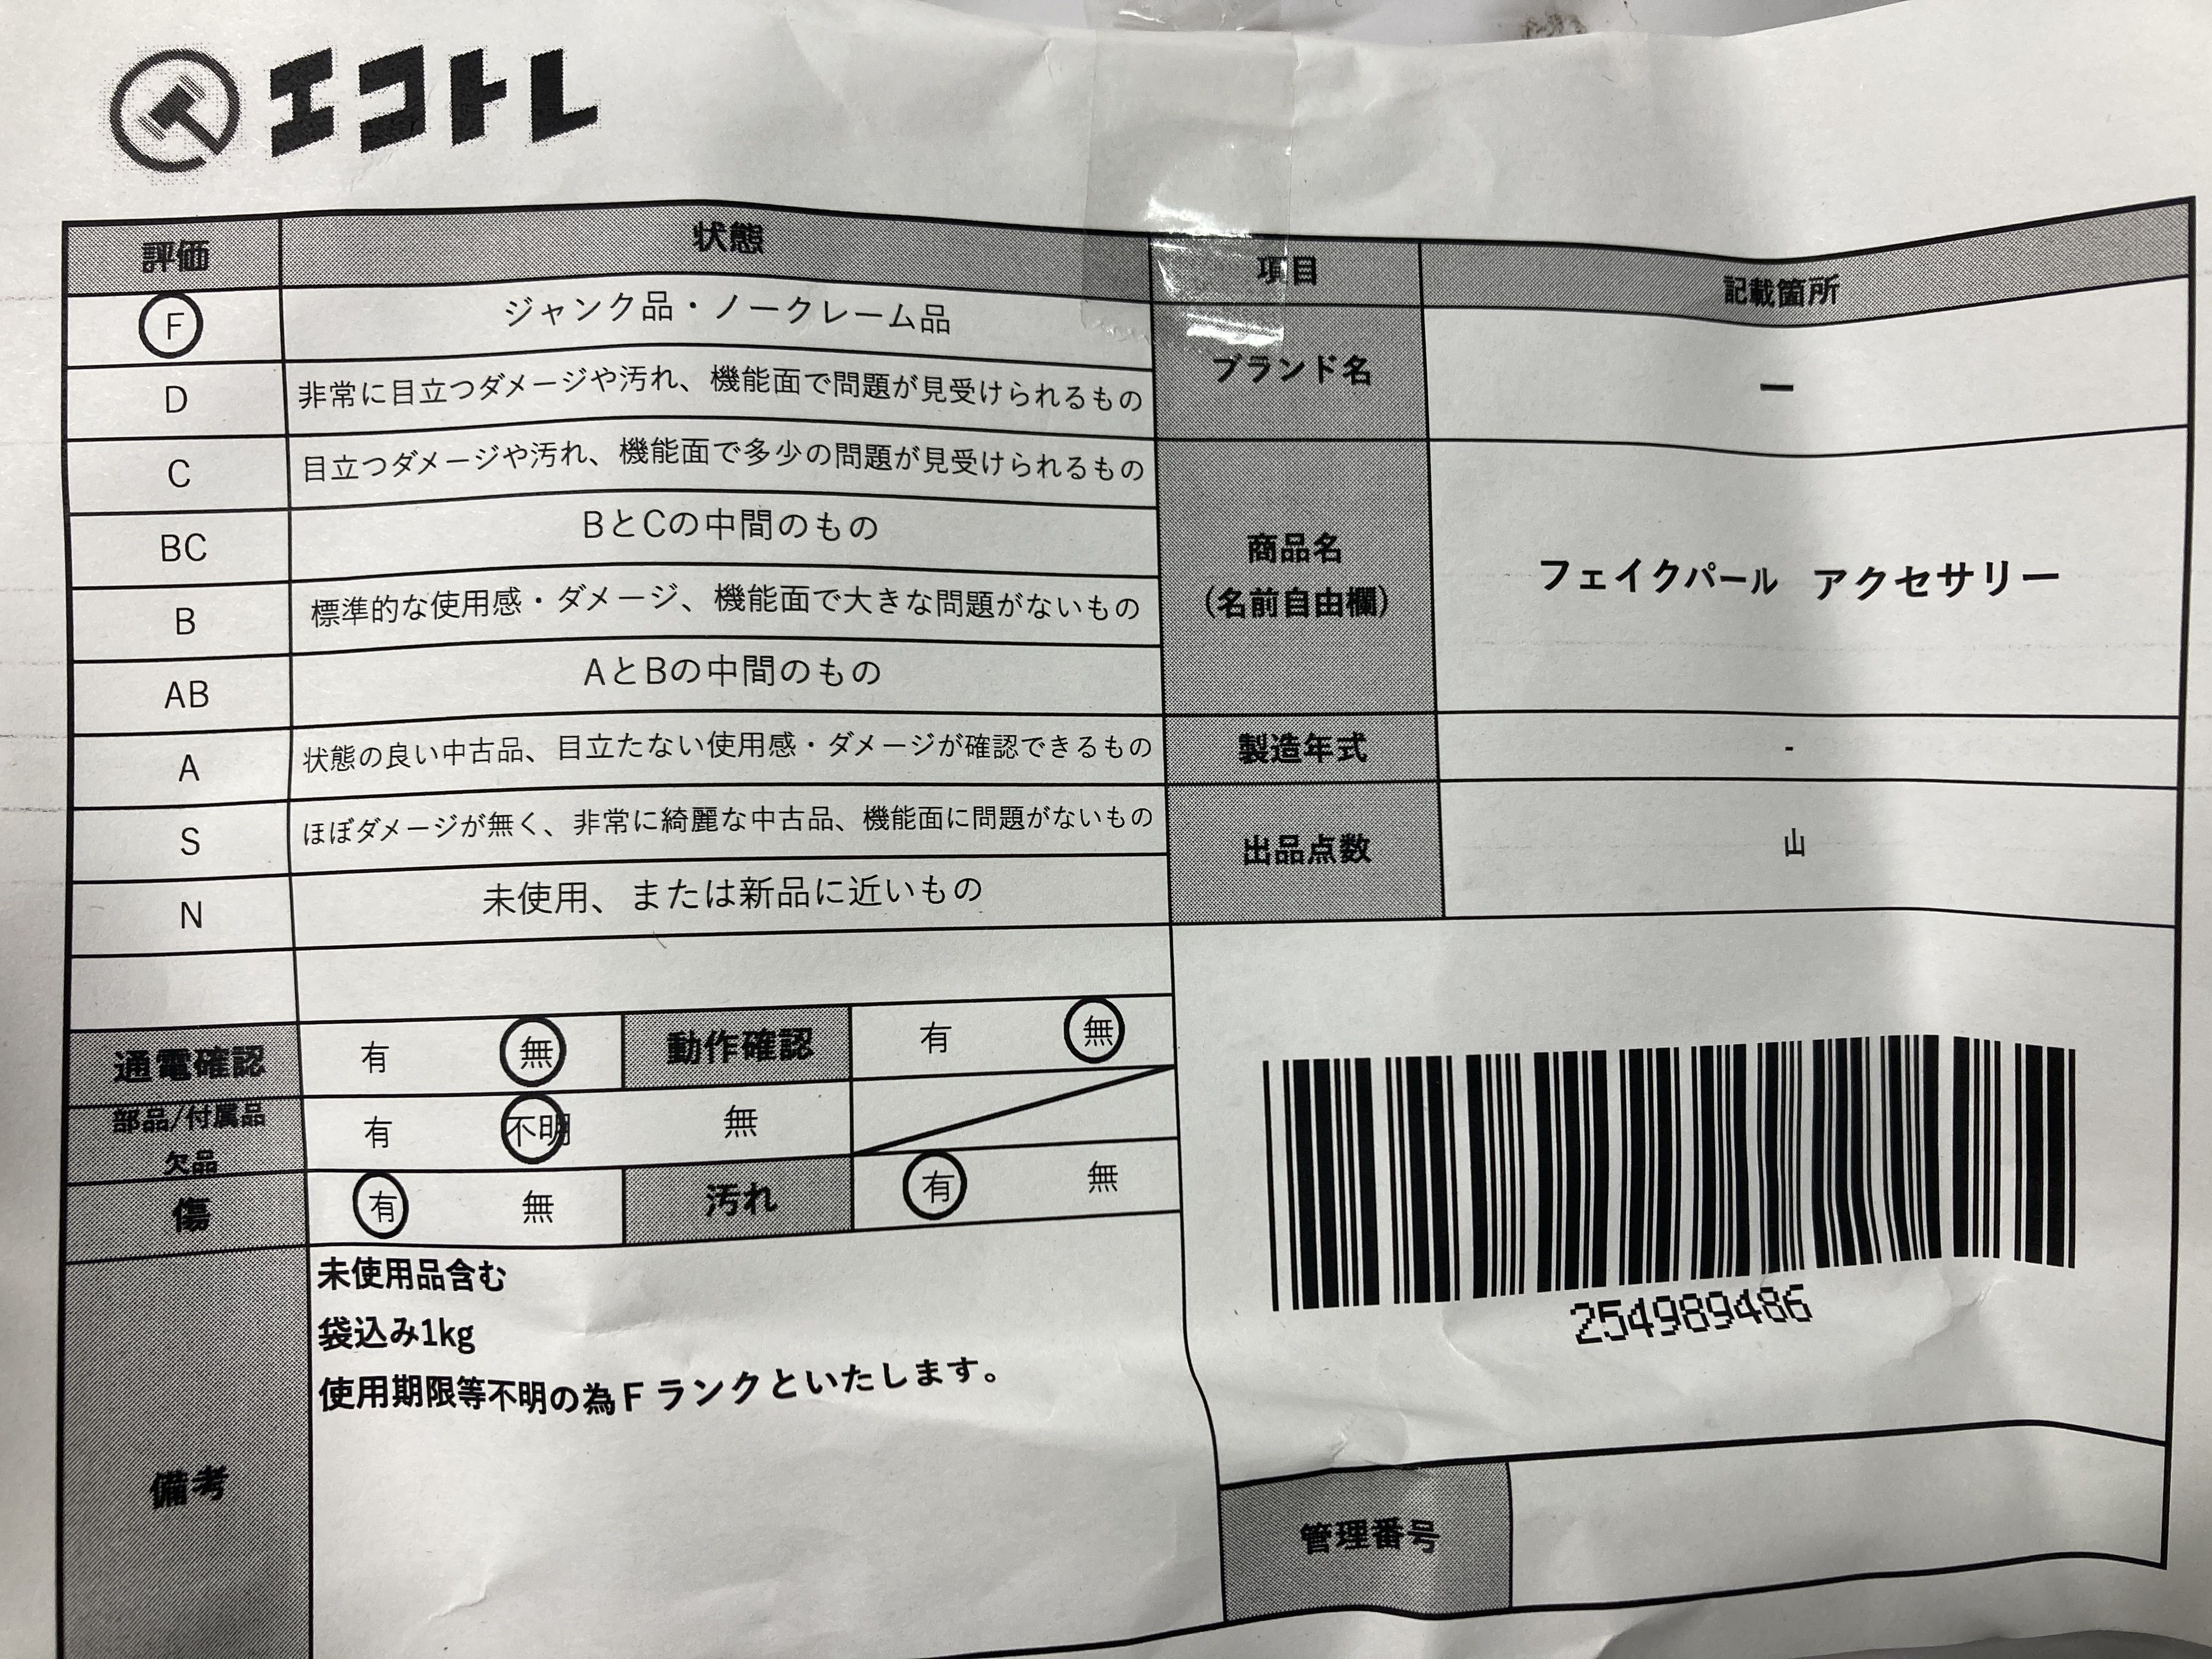 エコトレ
評価 状態
F ジャンク品・ノークレーム品
D 非常に目立つダメージや汚れ、機能面で問題が見受けられるもの
C 目立つダメージや汚れ、機能面で多少の問題が見受けられるもの
BC BとCの中間のもの
B 標準的な使用感・ダメージ、機能面で大きな問題がないもの
AB AとBの中間のもの
A 状態の良い中古品、目立たない使用感・ダメージが確認できるもの
S ほぼダメージが無く、非常に綺麗な中古品、機能面に問題がないもの
N 未使用、または新品に近いもの
通電確認 有 無 動作確認 有 無
部品/付属品
欠品
有 不明 無
傷 有 無 汚れ 有 無
備考
未使用品含む
袋込み1kg
使用期限等不明の為Fランクといたします。
項目 記載箇所
ブランド名 ー
商品名
(名前自由欄)
フェイクパール アクセサリー
製造年式 -
出品点数 山
254989486
管理番号